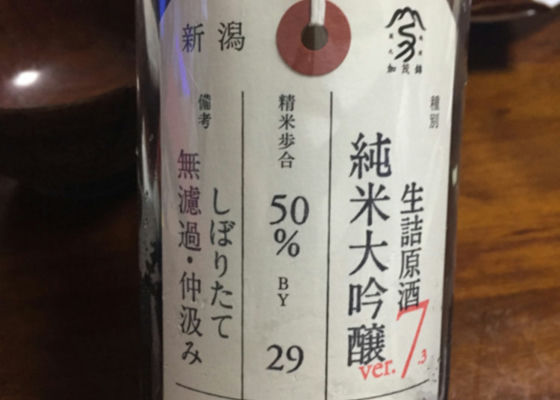 新潟
加茂錦
種別
純米大吟醸
生詰原酒
ver.7.3
精米歩合
50%
BY
29
備考
しぼりたて
無濾過・仲汲み